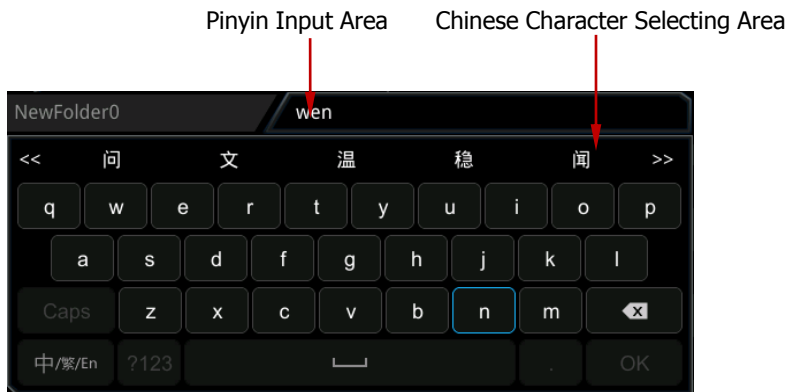 Pinyin Input Area Chinese Character Selecting Area
NewFolder0 wen
<< 问 文 温 稳 闻 >>
q w e r t y u i o p
a s d f g h j k l
Caps z x c v b n m x
中/繁/En ?123 . OK